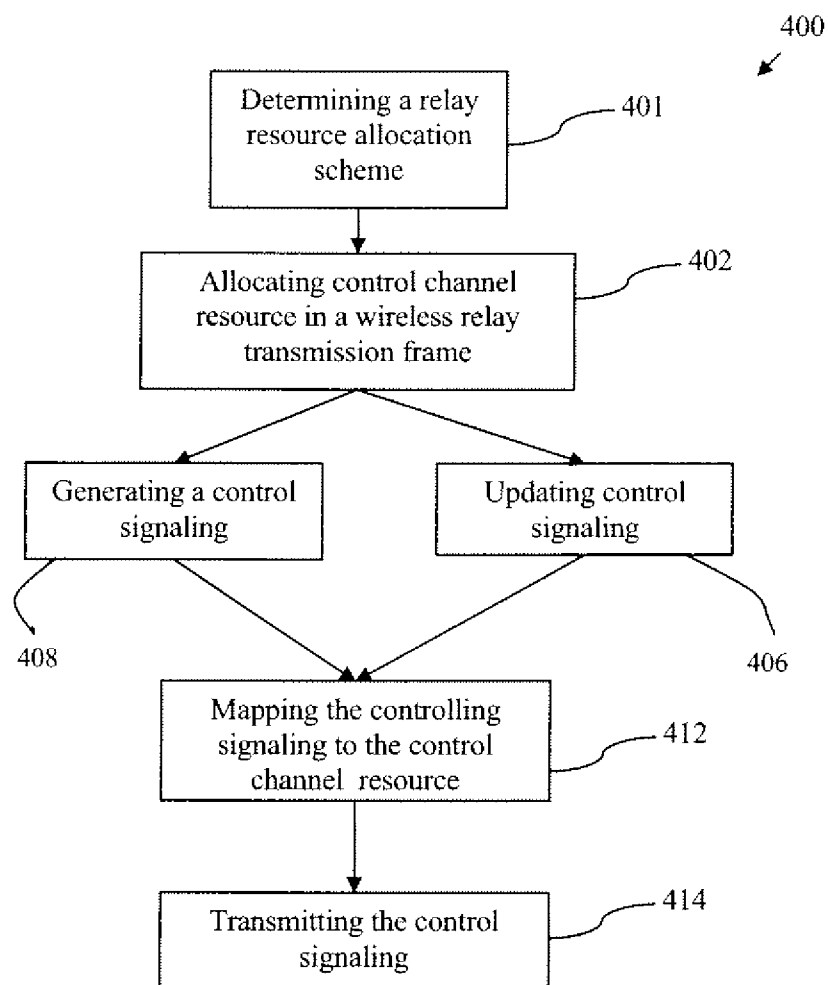 400
Determining a relay
resource allocation
scheme
401
Allocating control channel
resource in a wireless relay
transmission frame
402
Generating a control
signaling
408
Updating control
signaling
406
Mapping the controlling
signaling to the control
channel resource
412
Transmitting the control
signaling
414